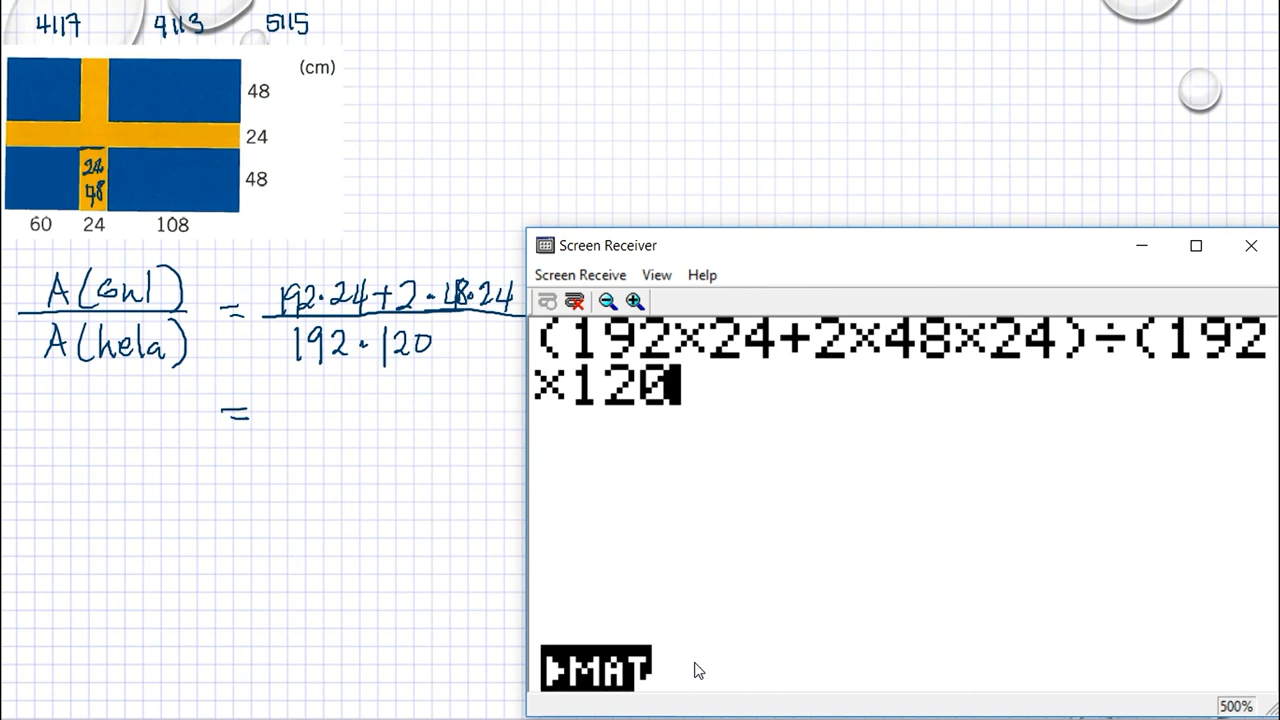 4117 4113 5115
(cm)
48
24
24
48
48
60 24 108
A(gul) = 192·24+2·48·24
A(hela) 192·120
=
Screen Receiver
Screen Receive View Help
(192×24+2×48×24)÷(192
×120
▶MAT
500%